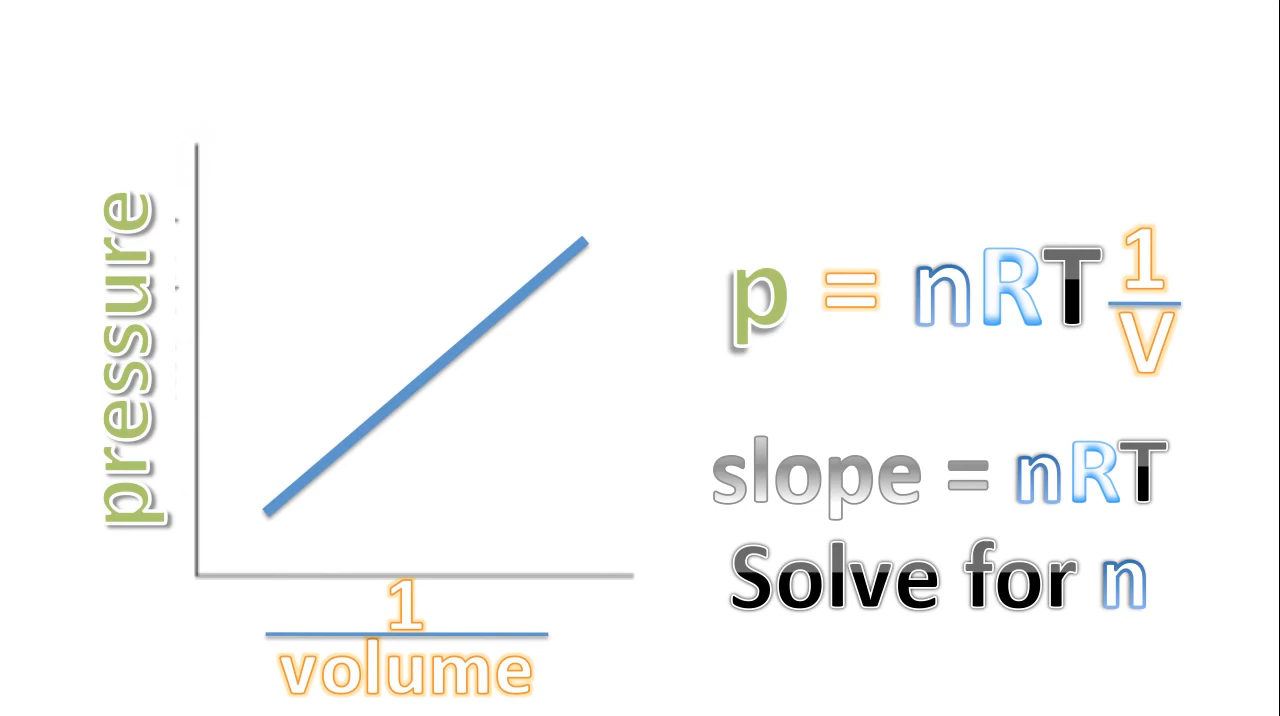 pressure
1
volume
p = nRT 1
V
slope = nRT
Solve for n